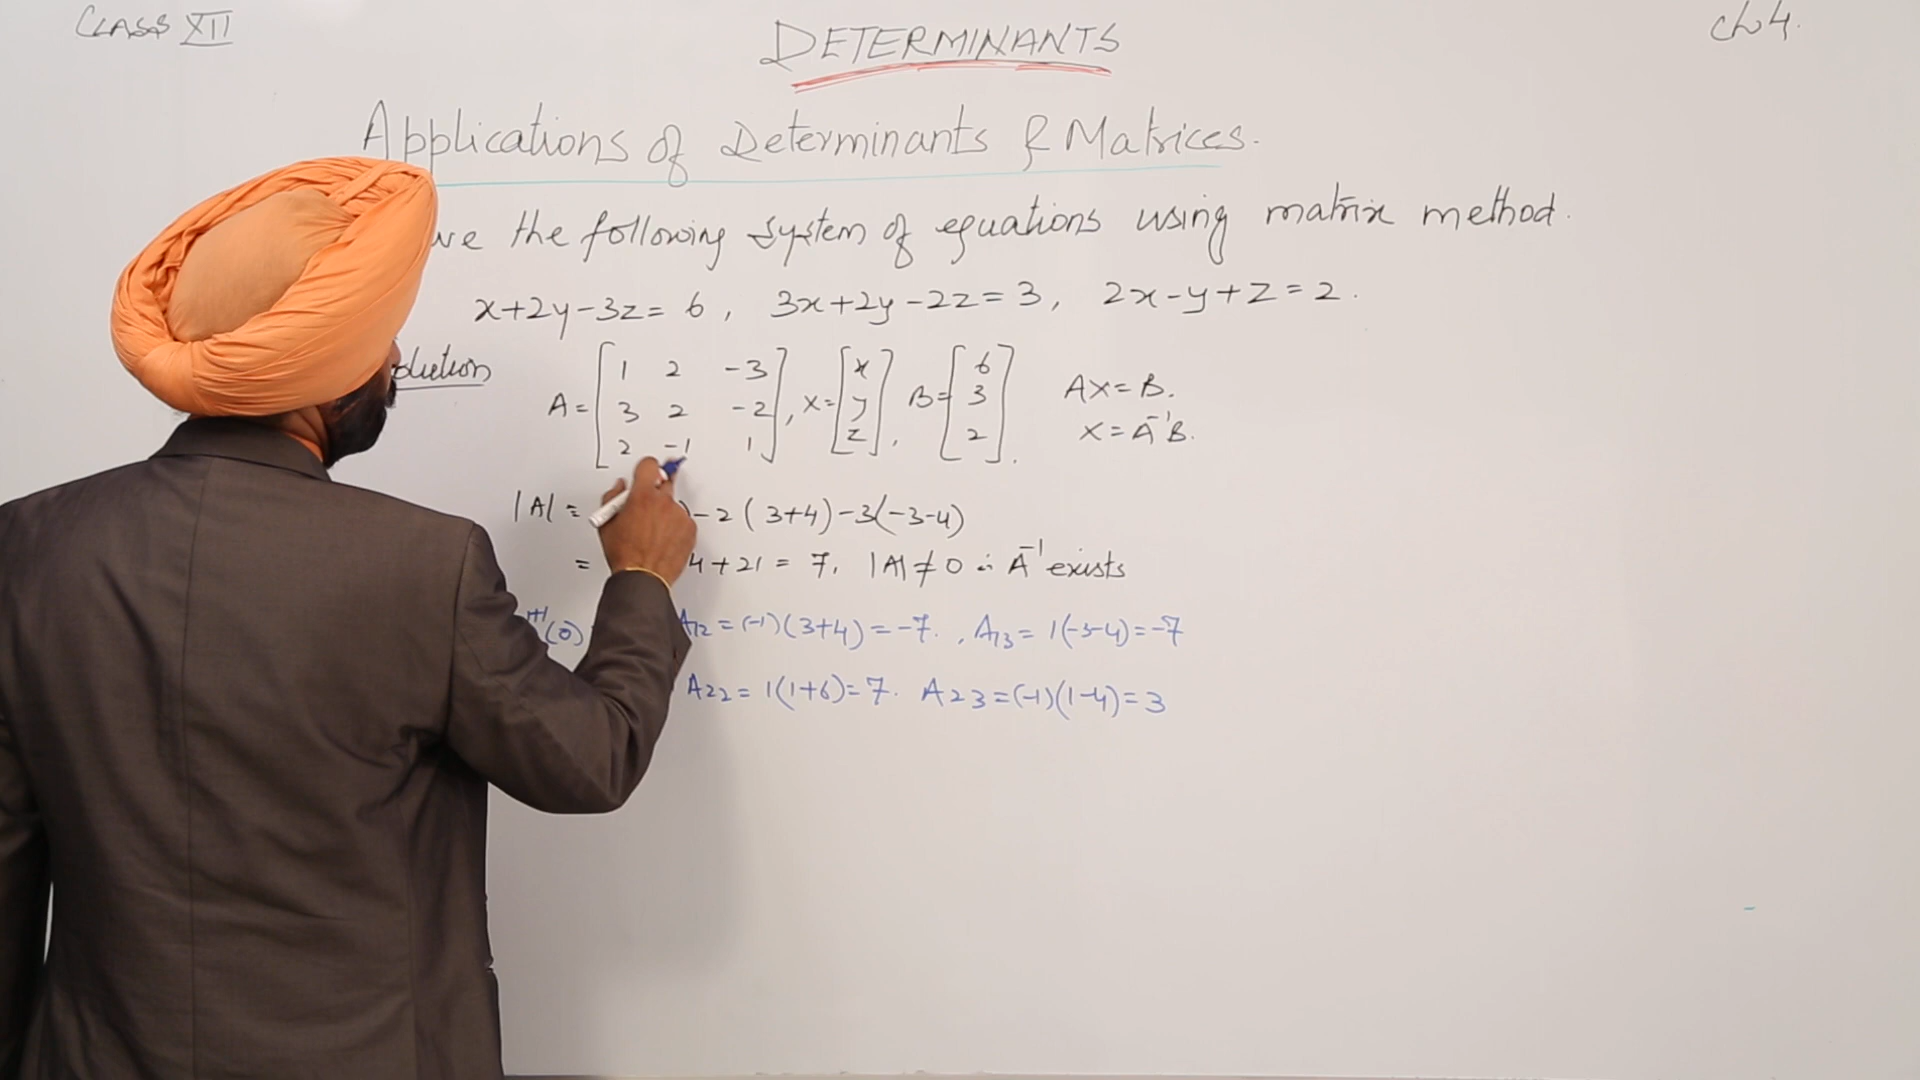 CLASS XII
DETERMINANTS
Ch 4.
Applications of Determinants & Matrices.
the following system of equations using matrix method.
x+2y-3z= 6 , 3x+2y-2z=3, 2x-y+z=2.
A= [1 2 -3
3 2 -2
2 -1 1], X= [x
y
z], B= [6
3
2]. AX=B.
X=A⁻¹B.
|A| = )-2(3+4)-3(-3-4)
= 4+21 = 7, |A|≠0 ∴ A⁻¹ exists
1+1 (0) A12 =(-1)(3+4)=-7. , A13 = 1(-3-4)=-7
A22= 1(1+6)=7. A23=(-1)(1-4)=3